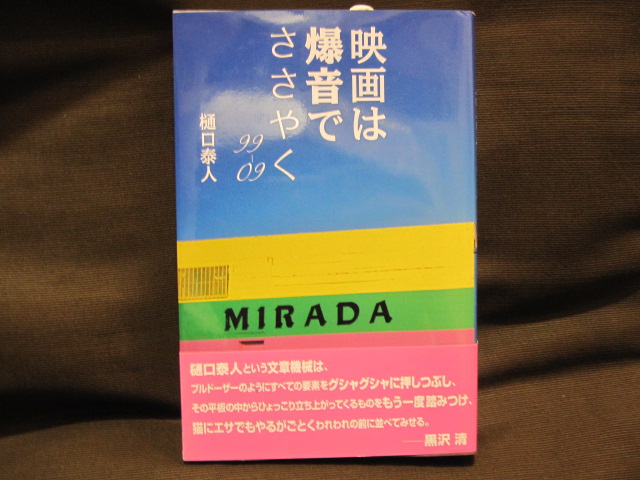 映画は
爆音で
ささやく
99-09
樋口泰人
MIRADA
樋口泰人という文章機械は、
ブルドーザーのようにすべての要素をグシャグシャに押しつぶし、
その平板の中からひょっこり立ち上がってくるものをもう一度踏みつけ、
猫にエサでもやるがごとくわれわれの前に並べてみせる。
──黒沢 清